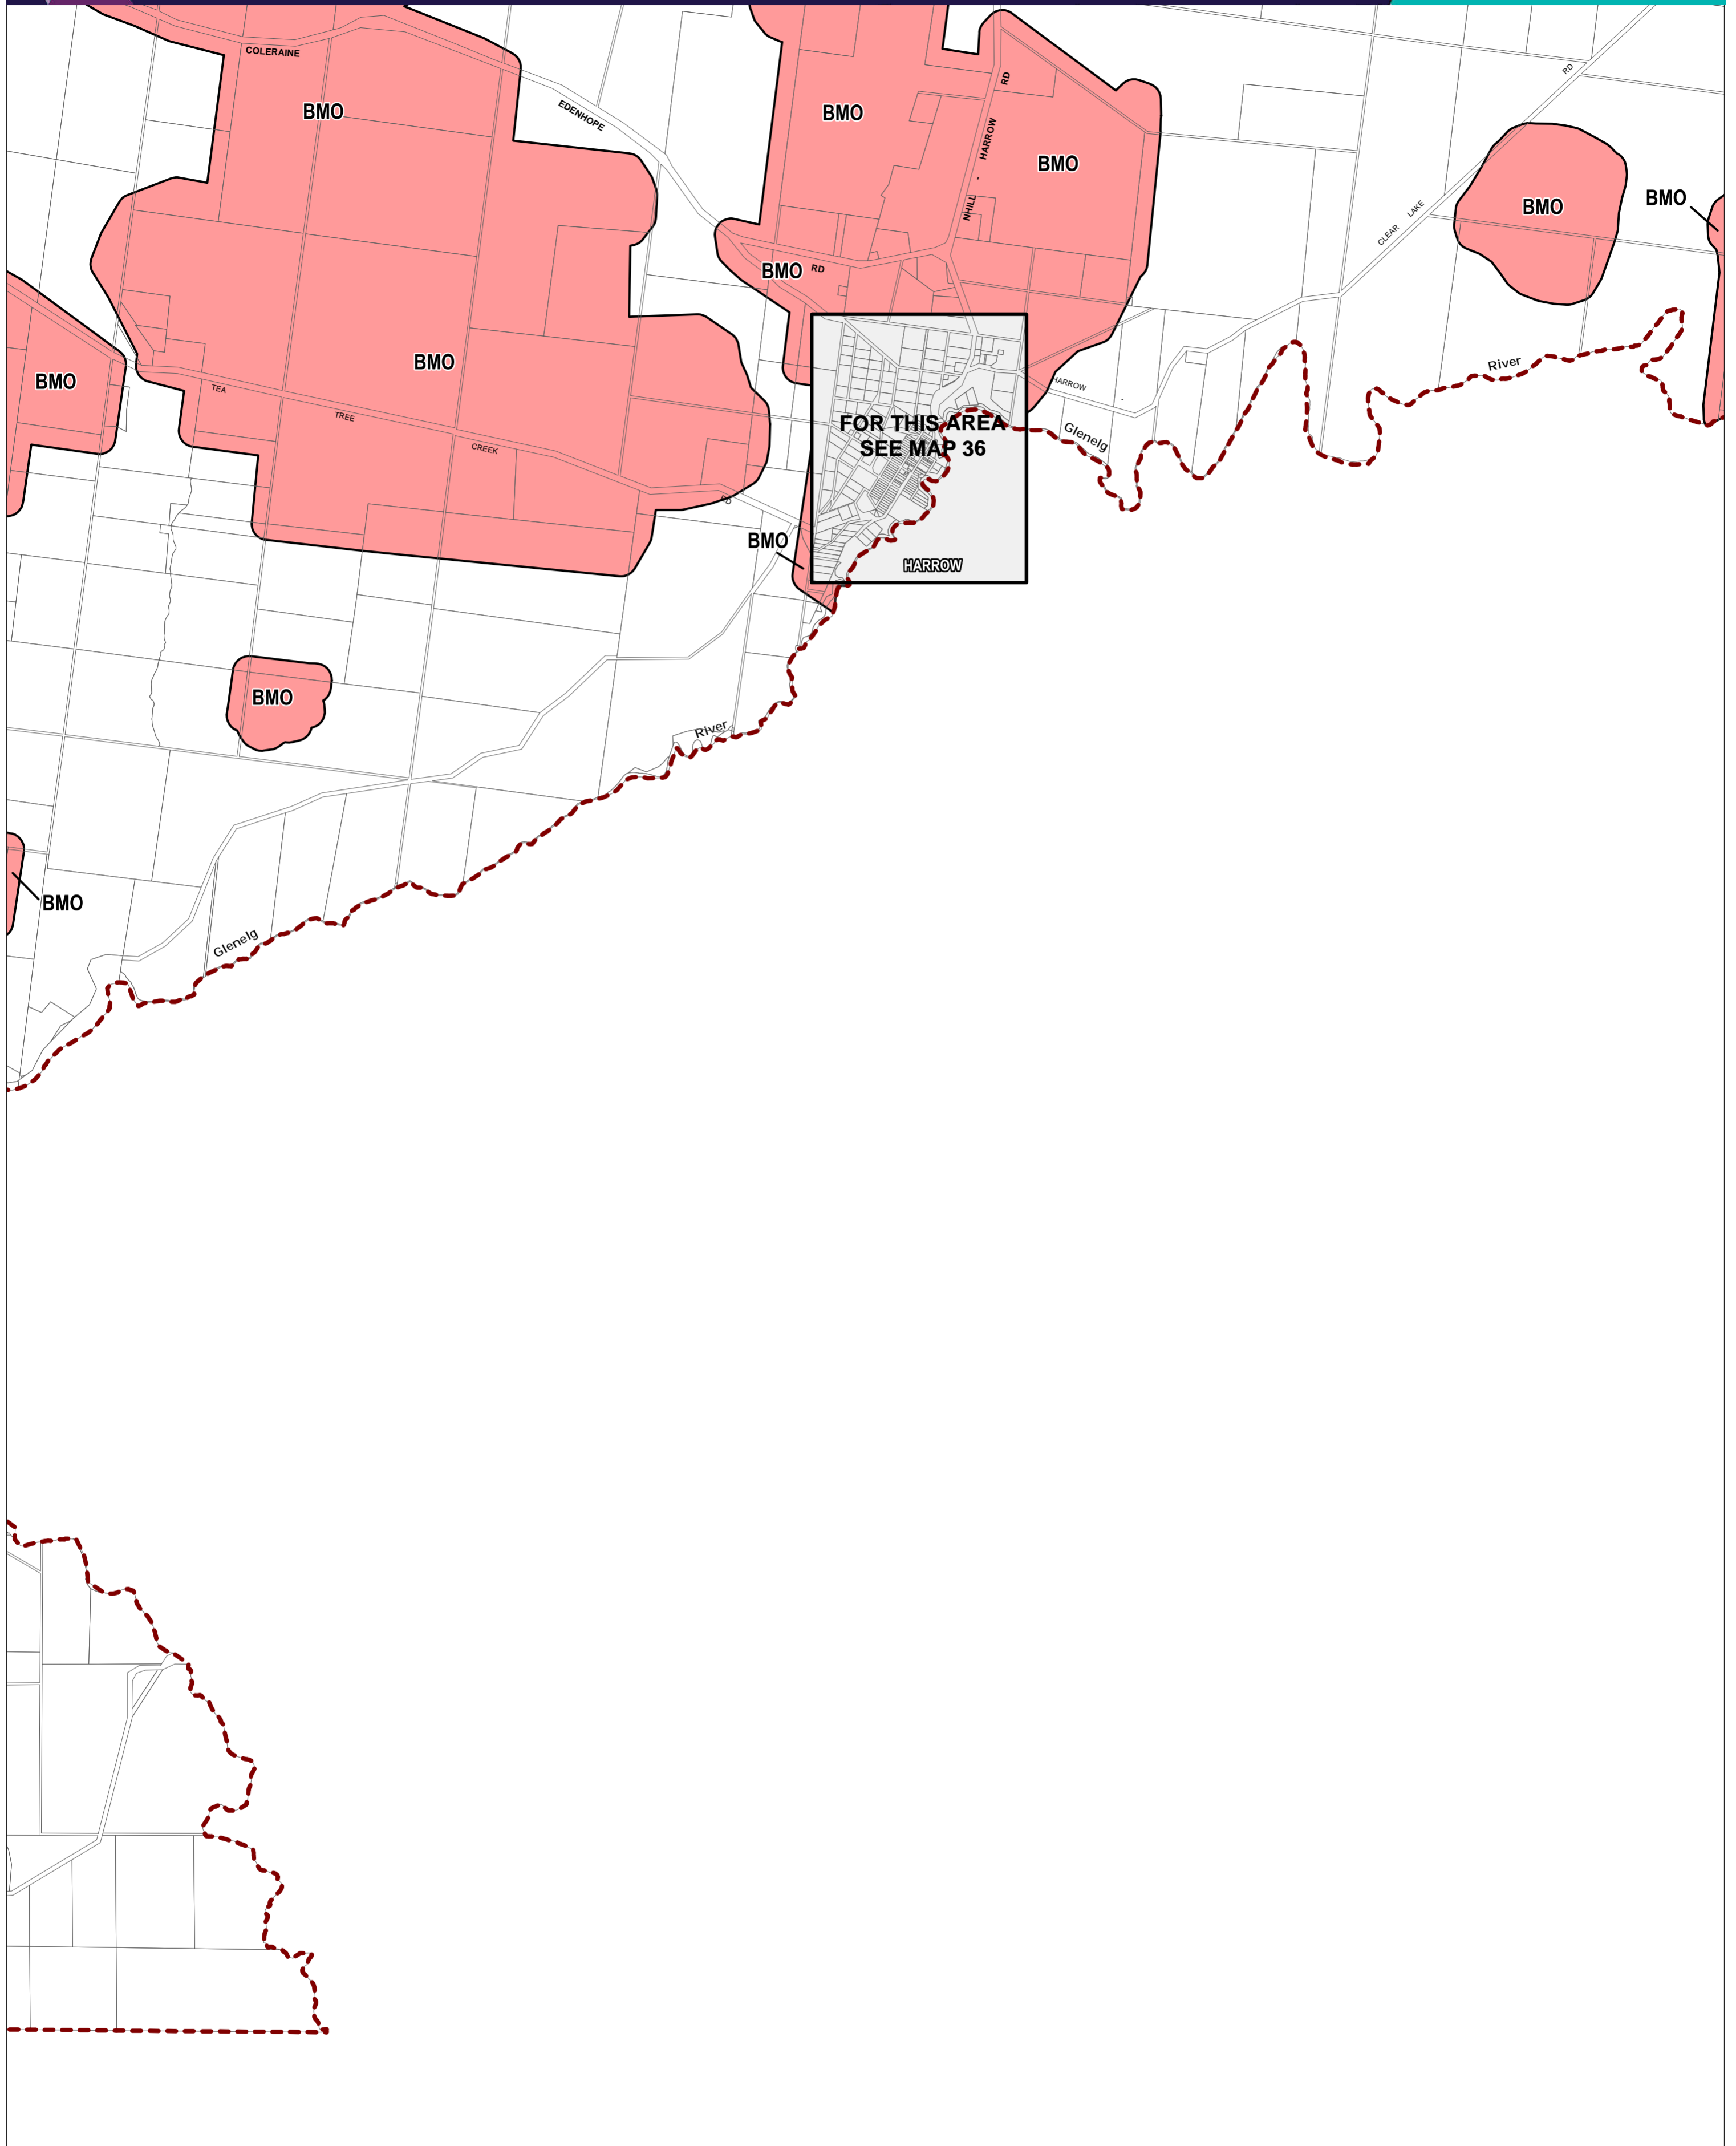 COLERAINE
BMO
EDENHOPE
BMO
RD
HARROW
-
NHILL
BMO
RD
CLEAR LAKE
BMO
BMO
BMO RD
BMO
BMO
TEA
TREE
CREEK
RD
River
HARROW
Glenelg
FOR THIS AREA
SEE MAP 36
BMO
HARROW
BMO
River
BMO
Glenelg